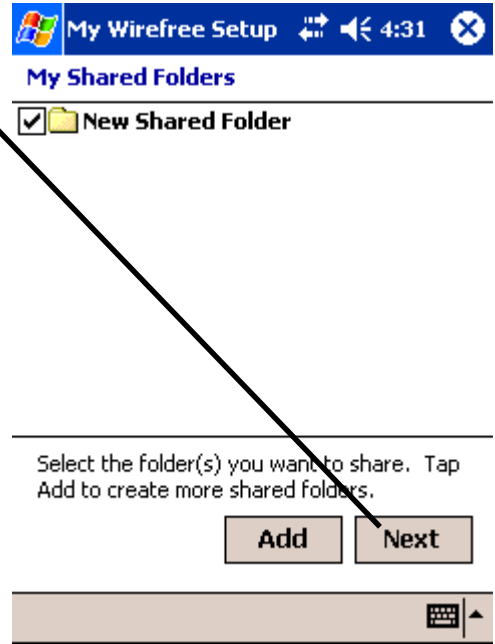 My Wirefree Setup 4:31
My Shared Folders
New Shared Folder
Select the folder(s) you want to share. Tap
Add to create more shared folders.
Add Next